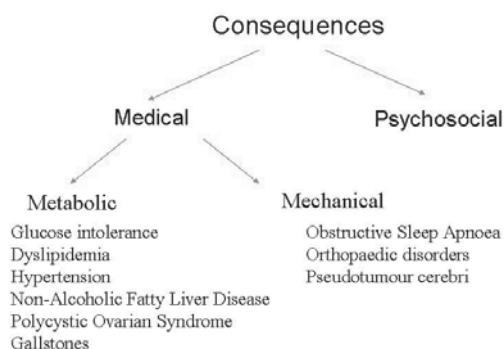 Consequences
Medical
Psychosocial
Metabolic
Glucose intolerance
Dyslipidemia
Hypertension
Non-Alcoholic Fatty Liver Disease
Polycystic Ovarian Syndrome
Gallstones
Mechanical
Obstructive Sleep Apnoea
Orthopaedic disorders
Pseudotumour cerebri